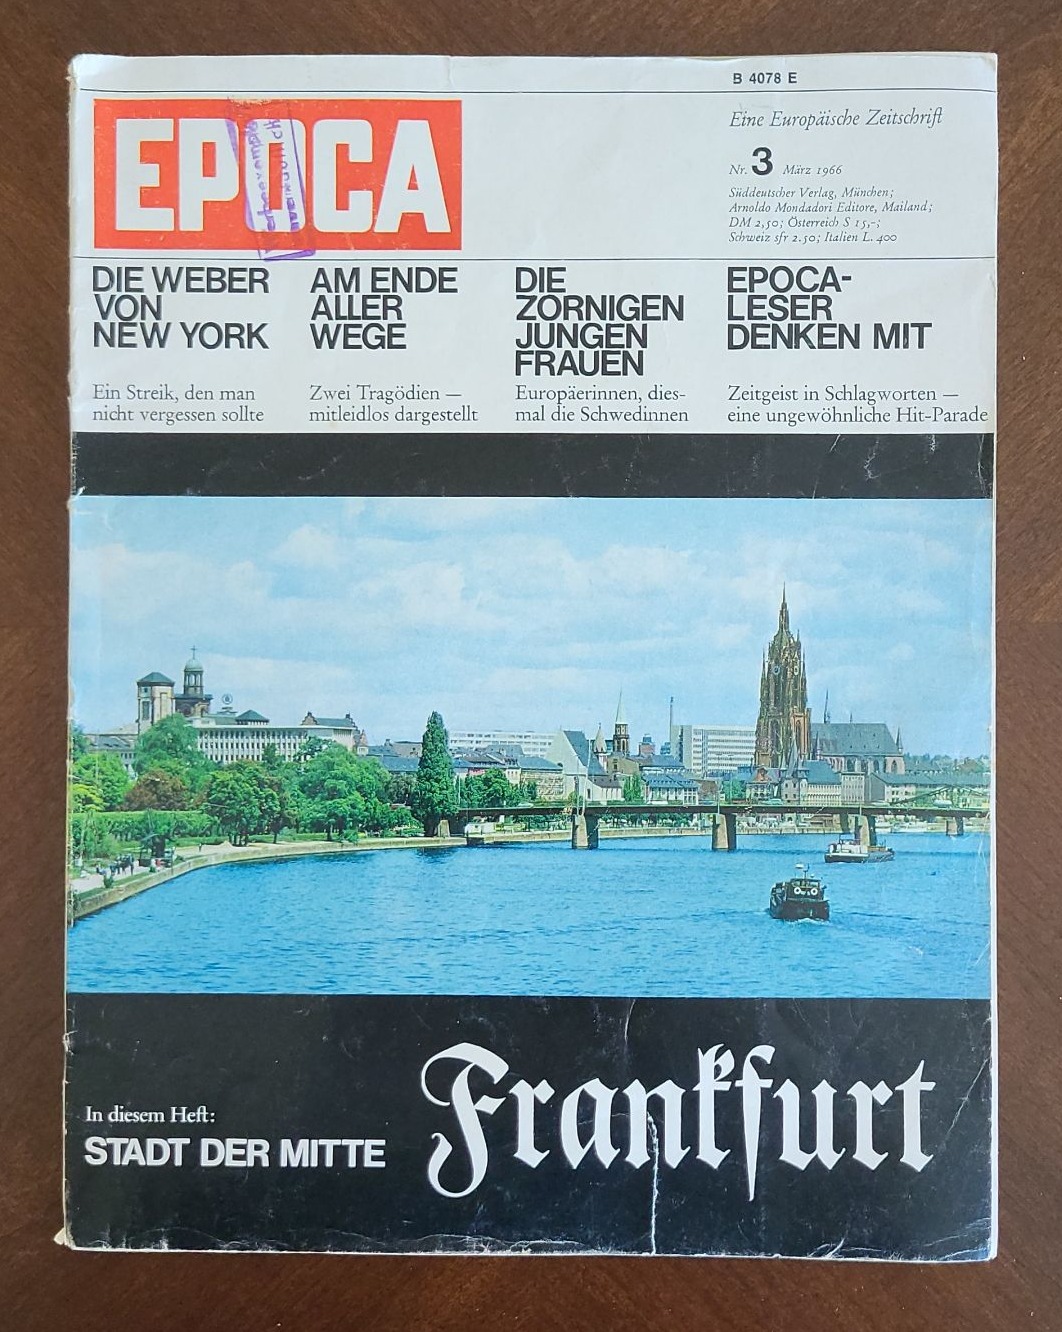 B 4078 E
EPOCA
Eine Europäische Zeitschrift
Nr. 3 März 1966
Süddeutscher Verlag, München;
Arnoldo Mondadori Editore, Mailand;
DM 2,50; Österreich S 15,-;
Schweiz sfr 2.50; Italien L. 400
DIE WEBER
VON
NEW YORK
Ein Streik, den man
nicht vergessen sollte
AM ENDE
ALLER
WEGE
Zwei Tragödien —
mitleidlos dargestellt
DIE
ZORNIGEN
JUNGEN
FRAUEN
Europäerinnen, dies-
mal die Schwedinnen
EPOCA-
LESER
DENKEN MIT
Zeitgeist in Schlagworten —
eine ungewöhnliche Hit-Parade
In diesem Heft:
STADT DER MITTE
Frankfurt